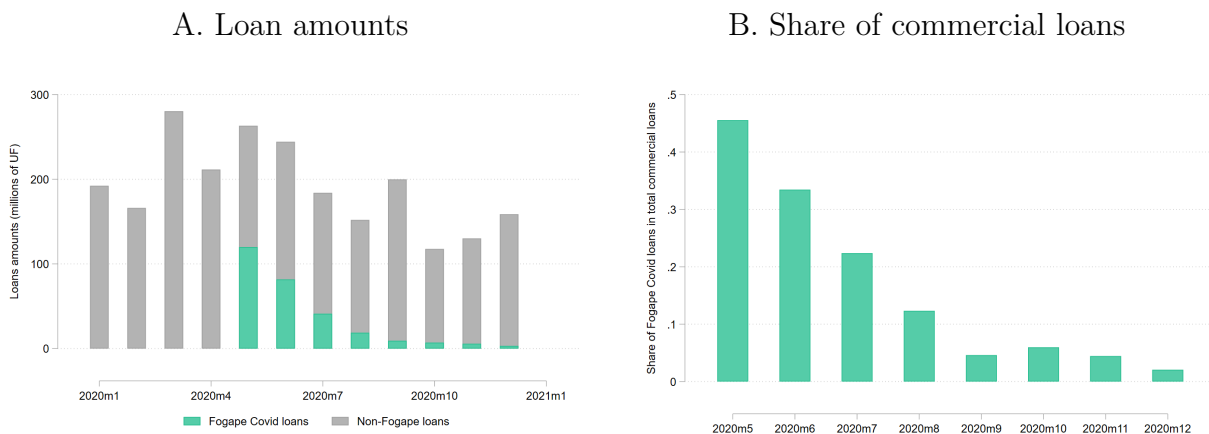 A. Loan amounts
Loans amounts (millions of UF)
300
200
100
0
2020m1 2020m4 2020m7 2020m10 2021m1
Fogape Covid loans Non-Fogape loans
B. Share of commercial loans
Share of Fogape Covid loans in total commercial loans
.5
.4
.3
.2
.1
0
2020m5 2020m6 2020m7 2020m8 2020m9 2020m10 2020m11 2020m12